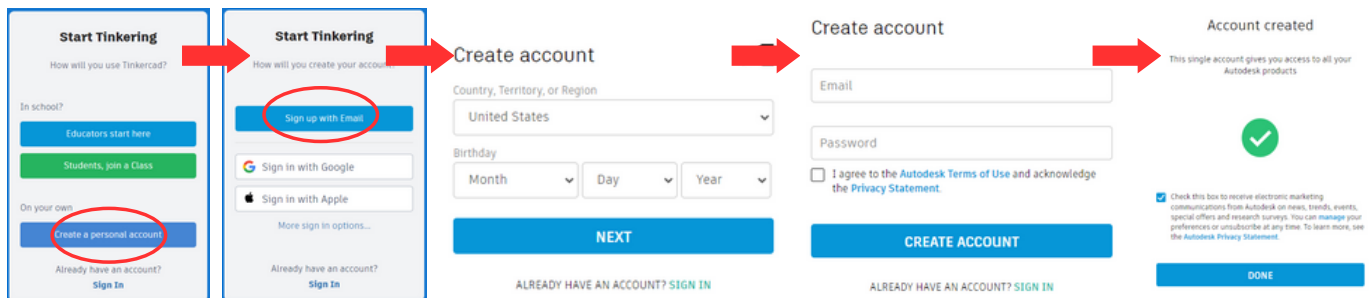 Start Tinkering
How will you use Tinkercad?
In school?
Educators start here
Students, join a Class
On your own
Create a personal account
Already have an account?
Sign In
Start Tinkering
How will you create your account?
Sign up with Email
Sign in with Google
Sign in with Apple
More sign in options...
Already have an account?
Sign In
Create account
Country, Territory, or Region
United States
Birthday
Month Day Year
NEXT
ALREADY HAVE AN ACCOUNT? SIGN IN
Create account
Email
Password
I agree to the Autodesk Terms of Use and acknowledge
the Privacy Statement.
CREATE ACCOUNT
ALREADY HAVE AN ACCOUNT? SIGN IN
Account created
This single account gives you access to all your
Autodesk products
Check this box to receive electronic marketing
communications from Autodesk on news, trends, events,
special offers and research surveys. You can manage your
preferences or unsubscribe at any time. To learn more, see
the Autodesk Privacy Statement.
DONE